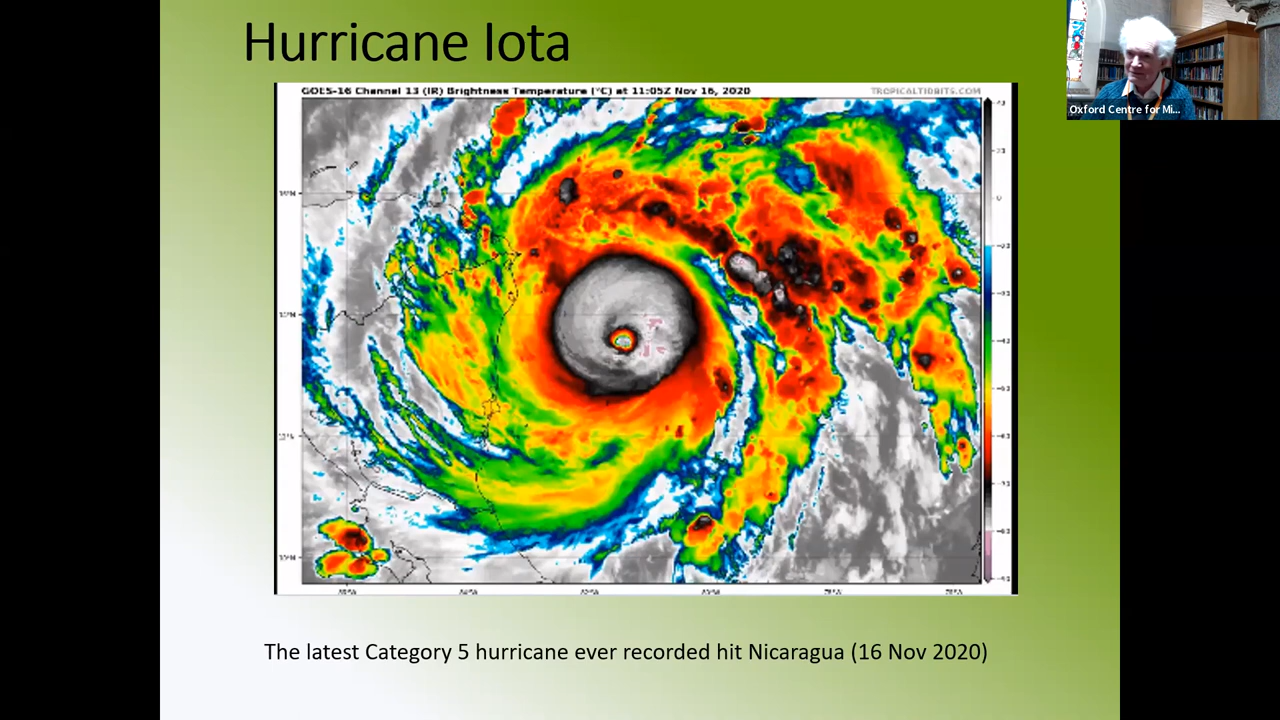 Hurricane Iota
GOES-16 Channel 13 (IR) Brightness Temperature (°C) at 11:05Z Nov 16, 2020
TROPICALTIDBITS.COM
Oxford Centre for Mi...
The latest Category 5 hurricane ever recorded hit Nicaragua (16 Nov 2020)